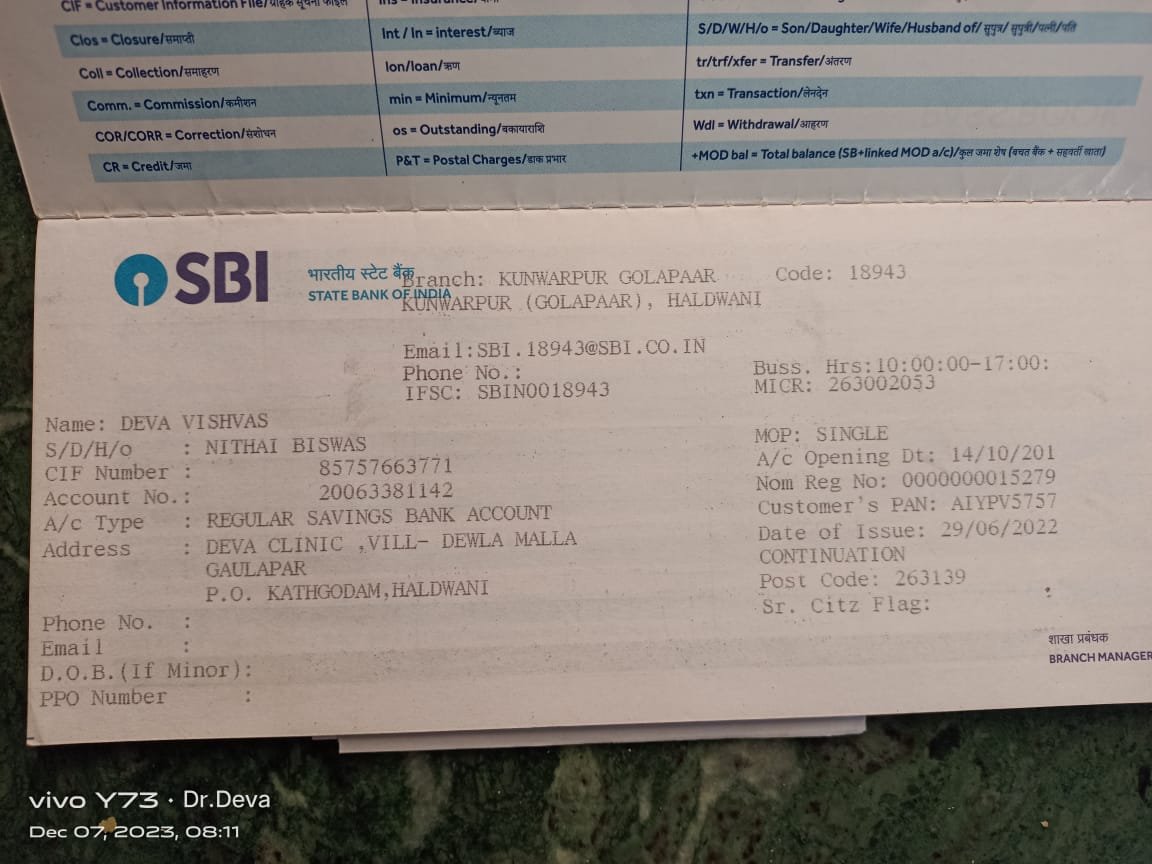 CIF = Customer Information File/ग्राहक सूचना फाइल
Clos = Closure/समाप्ती
Coll = Collection/समाहरण
Comm. = Commission/कमीशन
COR/CORR = Correction/संशोधन
CR = Credit/जमा
Int / In = interest/ब्याज
lon/loan/ऋण
min = Minimum/न्यूनतम
os = Outstanding/बकायाराशि
P&T = Postal Charges/डाक प्रभार
S/D/W/H/o = Son/Daughter/Wife/Husband of/ सुपुत्र/ सुपुत्री/पत्नी/पति
tr/trf/xfer = Transfer/अंतरण
txn = Transaction/लेनदेन
Wdl = Withdrawal/आहरण
+MOD bal = Total balance (SB+linked MOD a/c)/कुल जमा शेष (बचत बैंक + सहवर्ती खाता)
SBI
भारतीय स्टेट बैंक
STATE BANK OF INDIA
Branch: KUNWARPUR GOLAPAAR Code: 18943
KUNWARPUR (GOLAPAAR), HALDWANI
Email:SBI.18943@SBI.CO.IN
Phone No.:
IFSC: SBIN0018943
Buss. Hrs:10:00:00-17:00:
MICR: 263002053
Name: DEVA VISHVAS
S/D/H/o : NITHAI BISWAS
CIF Number : 85757663771
Account No.: 20063381142
A/c Type : REGULAR SAVINGS BANK ACCOUNT
Address : DEVA CLINIC ,VILL- DEWLA MALLA
GAULAPAR
P.O. KATHGODAM,HALDWANI
Phone No. :
Email :
D.O.B.(If Minor):
PPO Number :
MOP: SINGLE
A/c Opening Dt: 14/10/201
Nom Reg No: 0000000015279
Customer's PAN: AIYPV5757
Date of Issue: 29/06/2022
CONTINUATION
Post Code: 263139
Sr. Citz Flag: :
शाखा प्रबंधक
BRANCH MANAGER
vivo Y73 · Dr.Deva
Dec 07, 2023, 08:11